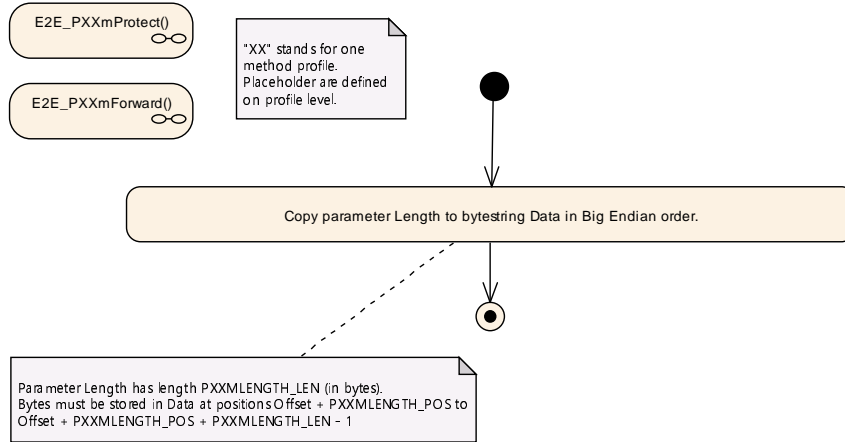 E2E_PXXmProtect()
E2E_PXXmForward()
"XX" stands for one
method profile.
Placeholder are defined
on profile level.
Copy parameter Length to bytestring Data in Big Endian order.
Parameter Length has length PXXMLENGTH_LEN (in bytes).
Bytes must be stored in Data at positions Offset + PXXMLENGTH_POS to
Offset + PXXMLENGTH_POS + PXXMLENGTH_LEN - 1